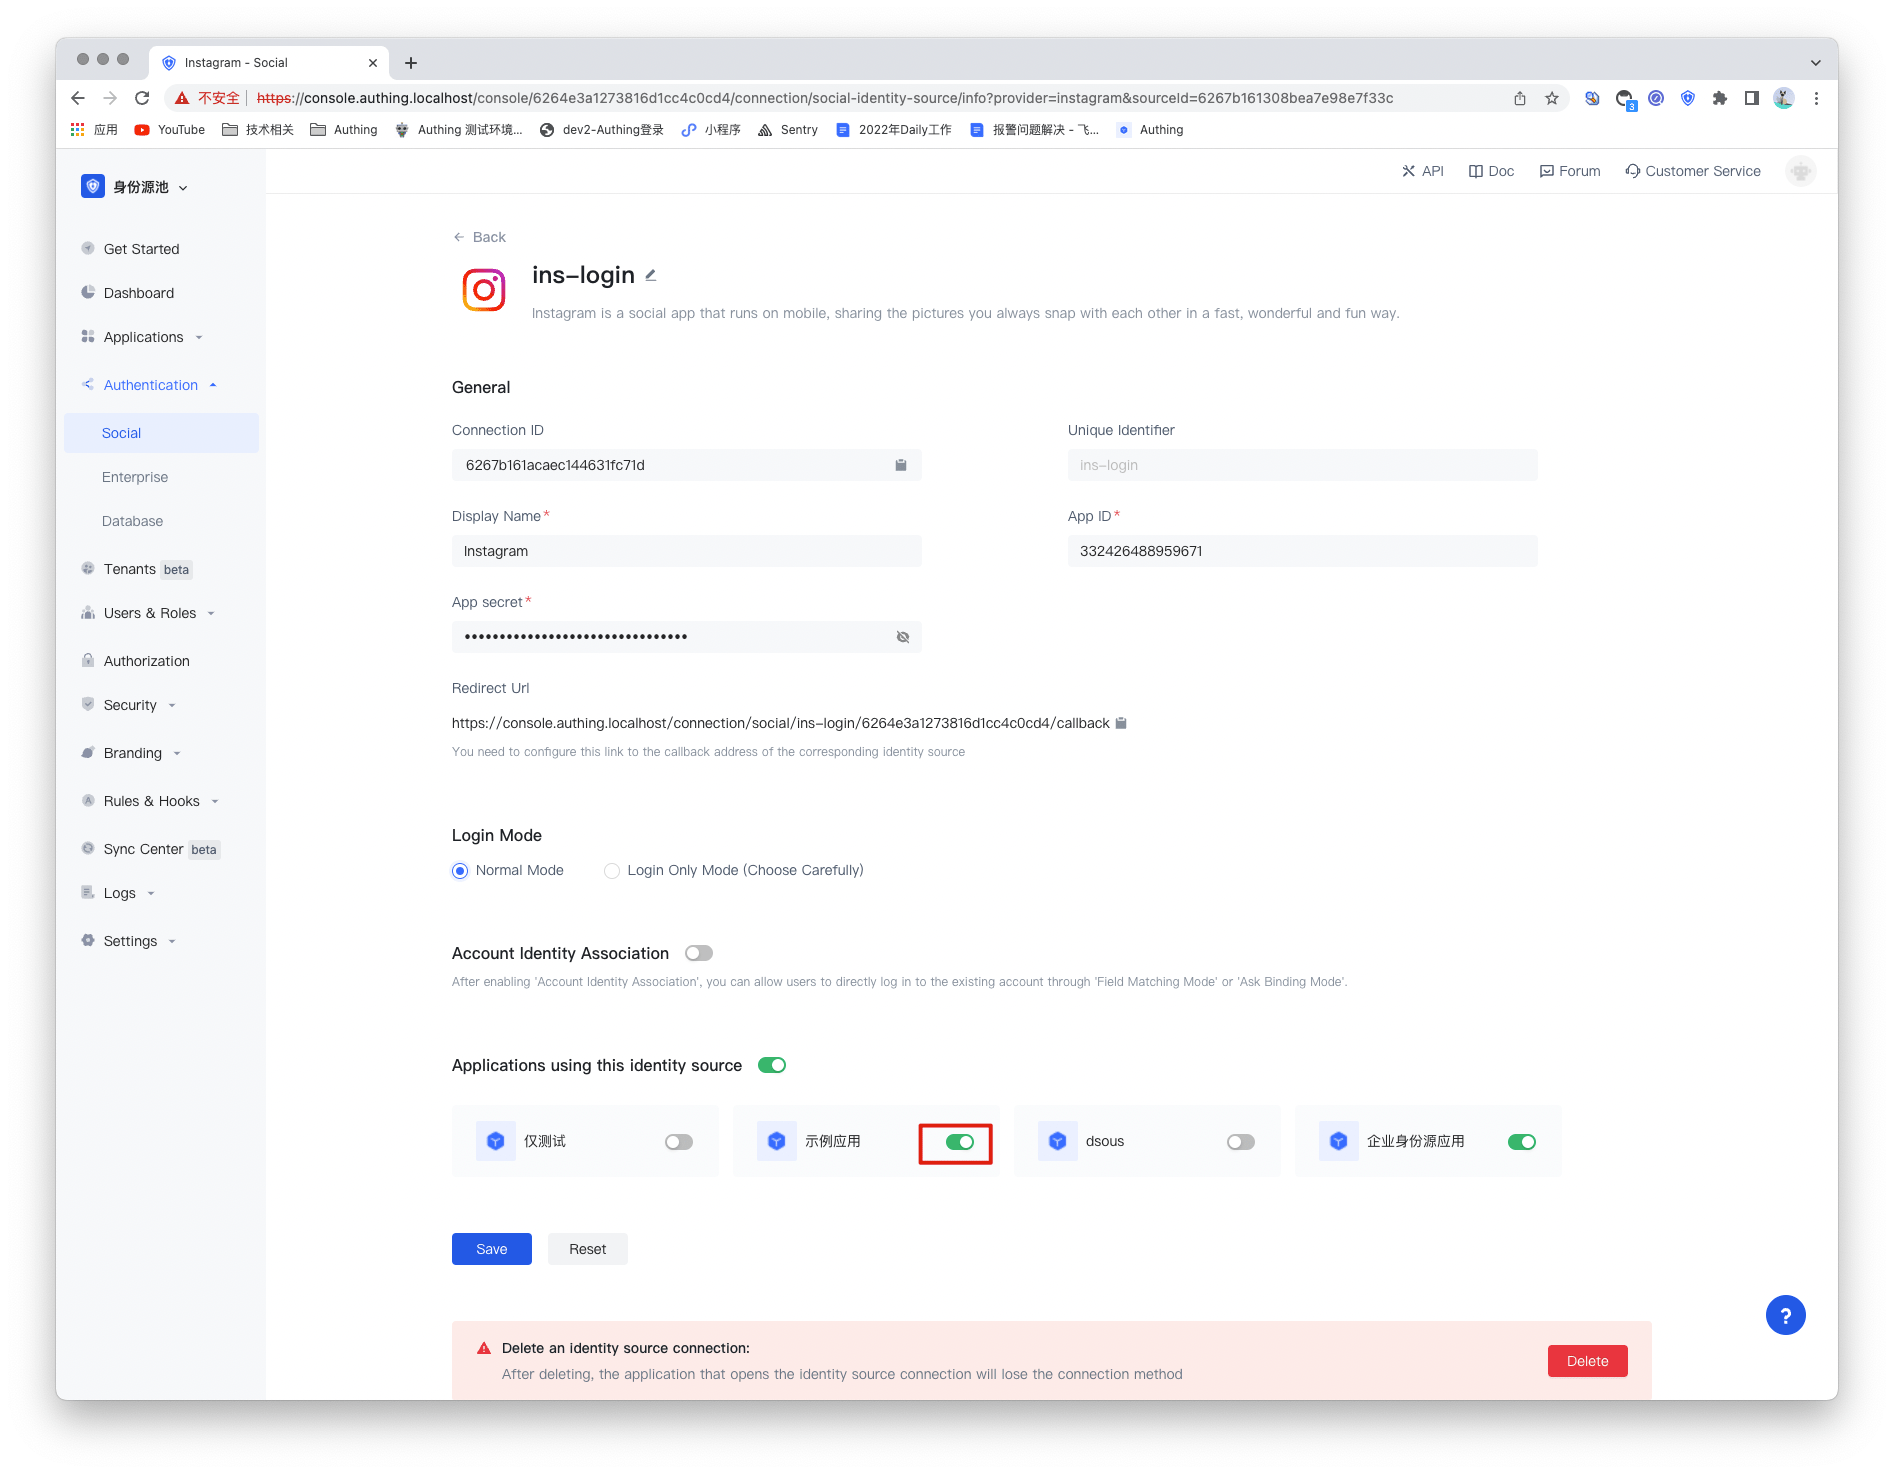 Instagram - Social
不安全 https://console.authing.localhost/console/6264e3a1273816d1cc4c0cd4/connection/social-identity-source/info?provider=instagram&sourceId=6267b161308bea7e98e7f33c
3
应用 YouTube 技术相关 Authing Authing 测试环境... dev2-Authing登录 小程序 Sentry 2022年Daily工作 报警问题解决 - 飞... Authing
身份源池
API Doc Forum Customer Service
Get Started
Dashboard
Applications
Authentication
Social
Enterprise
Database
Tenants beta
Users & Roles
Authorization
Security
Branding
Rules & Hooks
Sync Center beta
Logs
Settings
Back
ins-login
Instagram is a social app that runs on mobile, sharing the pictures you always snap with each other in a fast, wonderful and fun way.
General
Connection ID
6267b161acaec144631fc71d
Unique Identifier
ins-login
Display Name*
Instagram
App ID*
332426488959671
App secret*
••••••••••••••••••••••••••••••••
Redirect Url
https://console.authing.localhost/connection/social/ins-login/6264e3a1273816d1cc4c0cd4/callback
You need to configure this link to the callback address of the corresponding identity source
Login Mode
Normal Mode Login Only Mode (Choose Carefully)
Account Identity Association
After enabling 'Account Identity Association', you can allow users to directly log in to the existing account through 'Field Matching Mode' or 'Ask Binding Mode'.
Applications using this identity source
仅测试 示例应用 dsous 企业身份源应用
Save Reset
?
Delete an identity source connection:
After deleting, the application that opens the identity source connection will lose the connection method
Delete